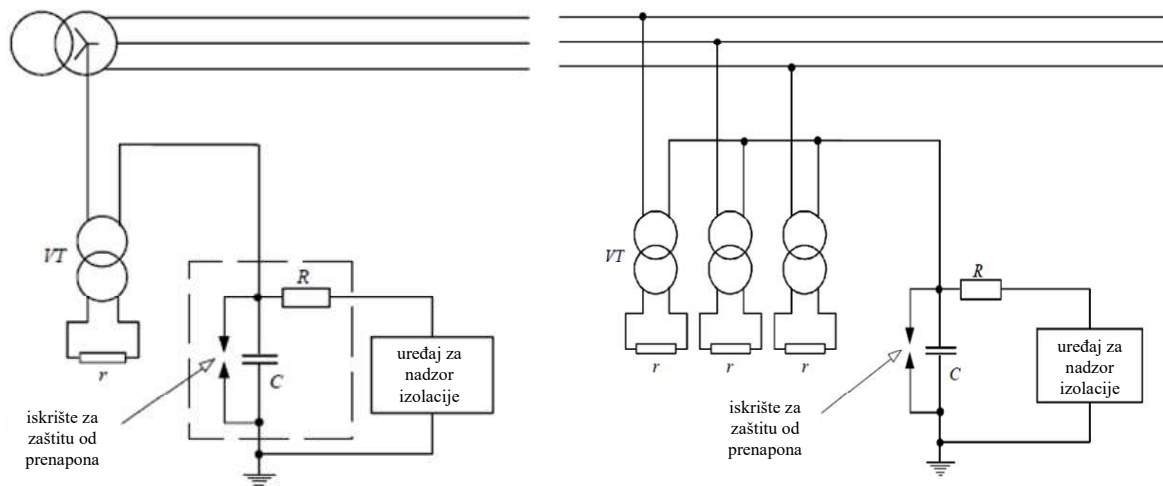 VT
r
R
C
uređaj za
nadzor
izolacije
iskrište za
zaštitu od
prenapona
VT
r
r
r
R
C
uređaj za
nadzor
izolacije
iskrište za
zaštitu od
prenapona